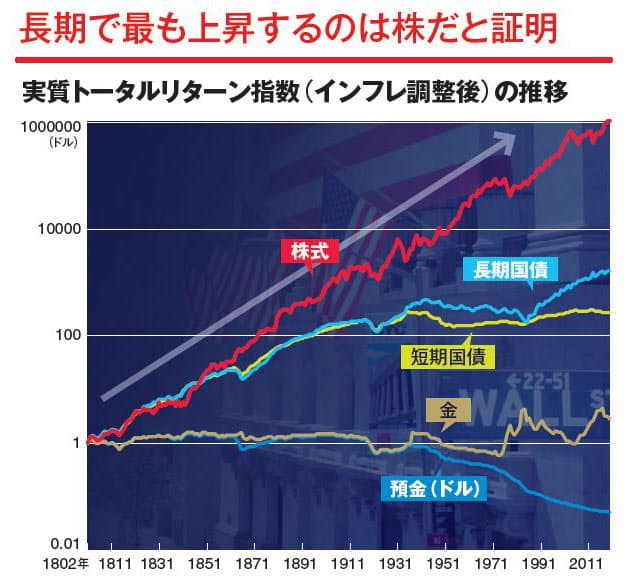 長期で最も上昇するのは株だと証明
実質トータルリターン指数（インフレ調整後）の推移
1000000
（ドル）
10000
100
1
0.01
株式
長期国債
短期国債
金
預金（ドル）
←22-51
WALL ST
1802年 1811 1831 1851 1871 1891 1911 1931 1951 1971 1991 2011